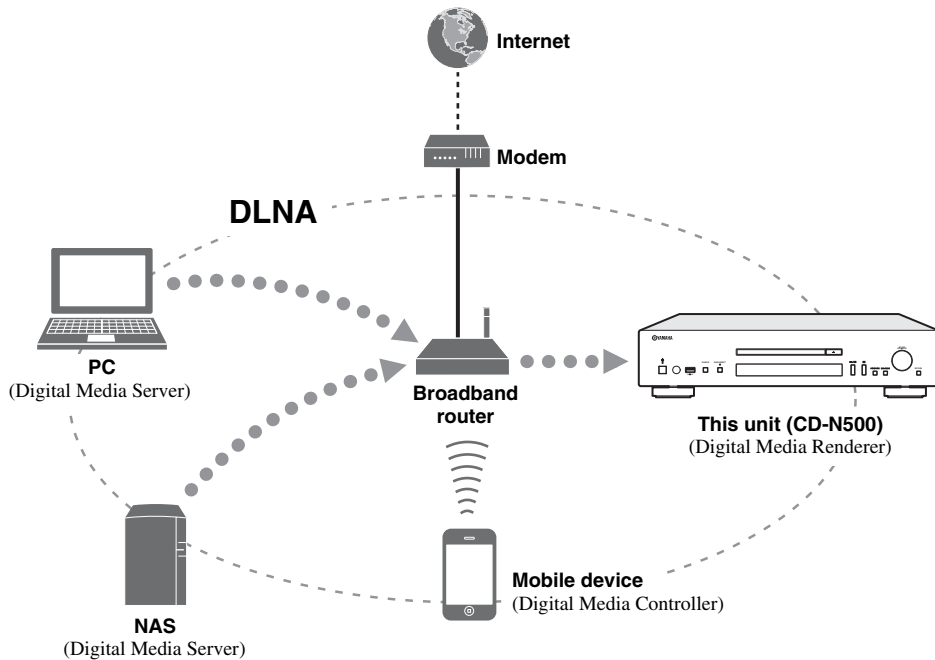 Internet
Modem
DLNA
PC
(Digital Media Server)
YAMAHA
Broadband
router
This unit (CD-N500)
(Digital Media Renderer)
Mobile device
(Digital Media Controller)
NAS
(Digital Media Server)